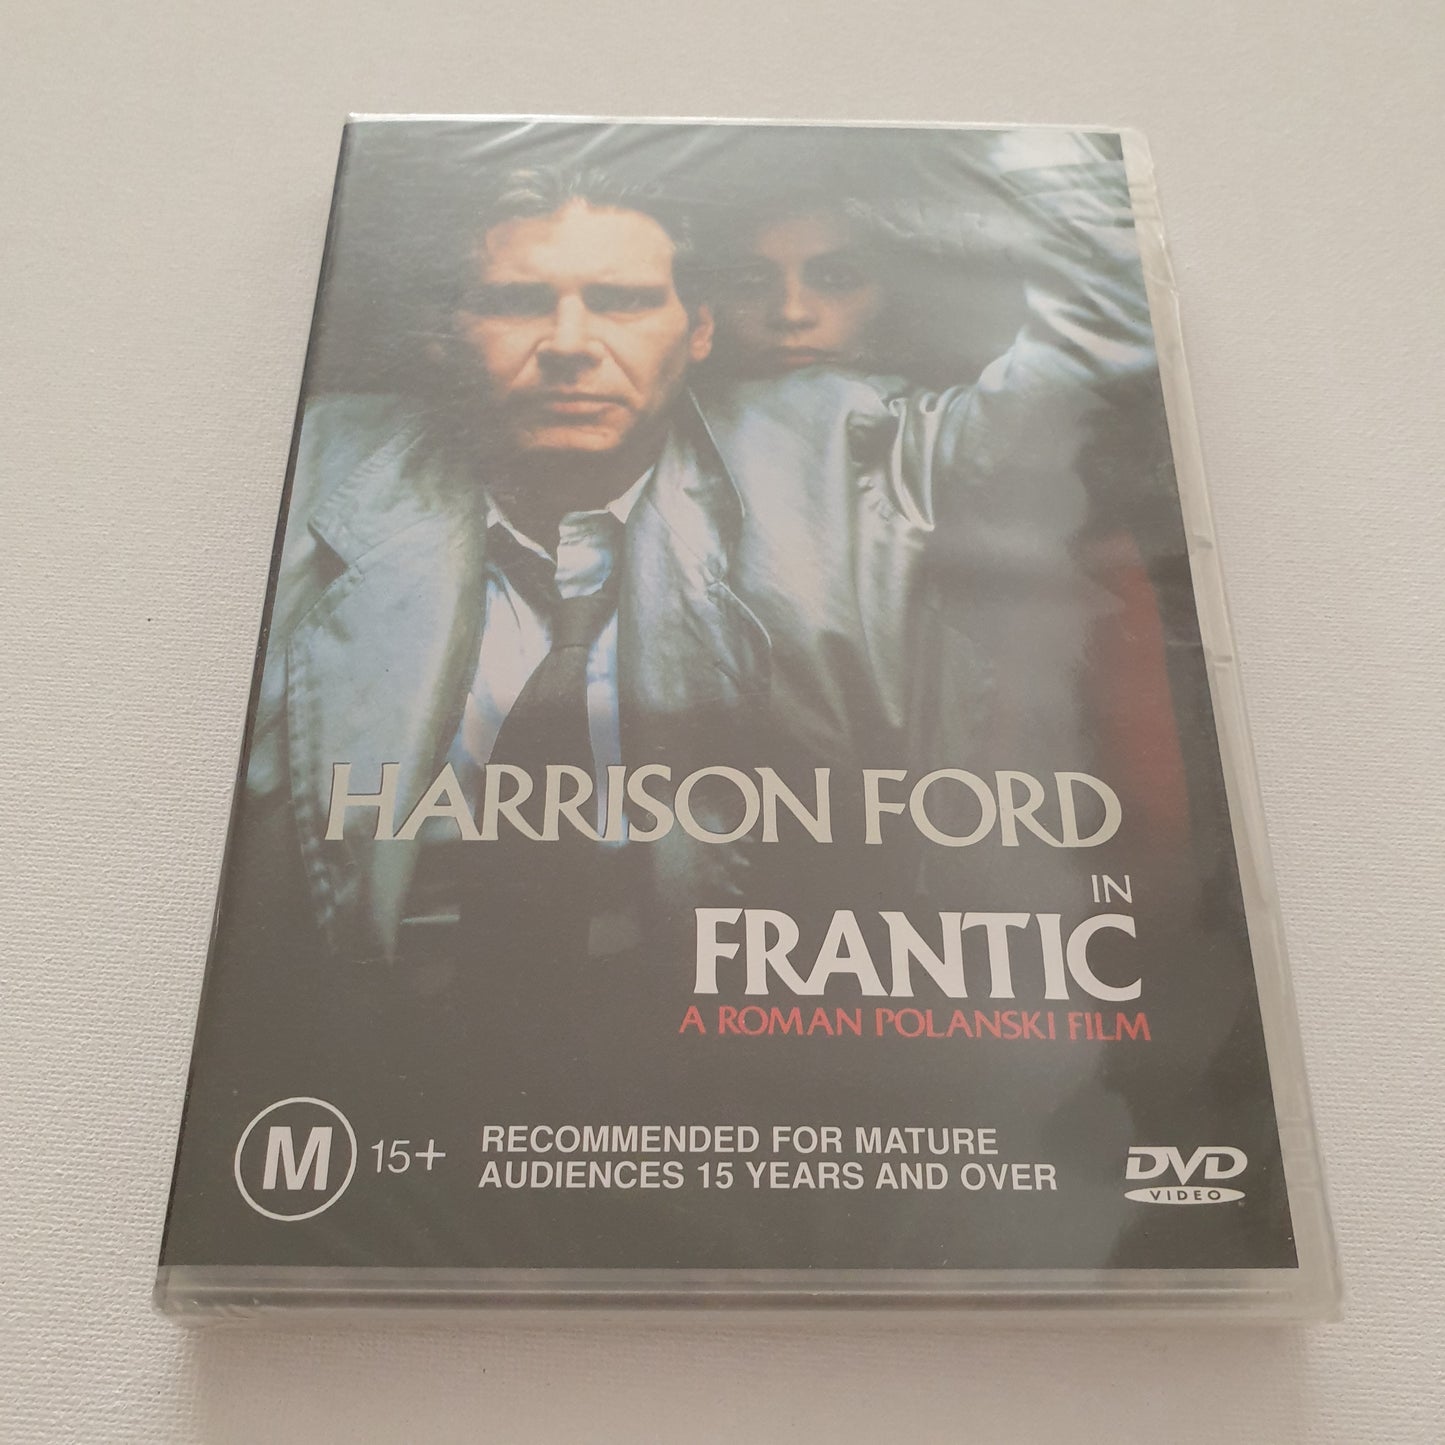 HARRISON FORD
IN
FRANTIC
A ROMAN POLANSKI FILM
M 15+ RECOMMENDED FOR MATURE
AUDIENCES 15 YEARS AND OVER
DVD
VIDEO